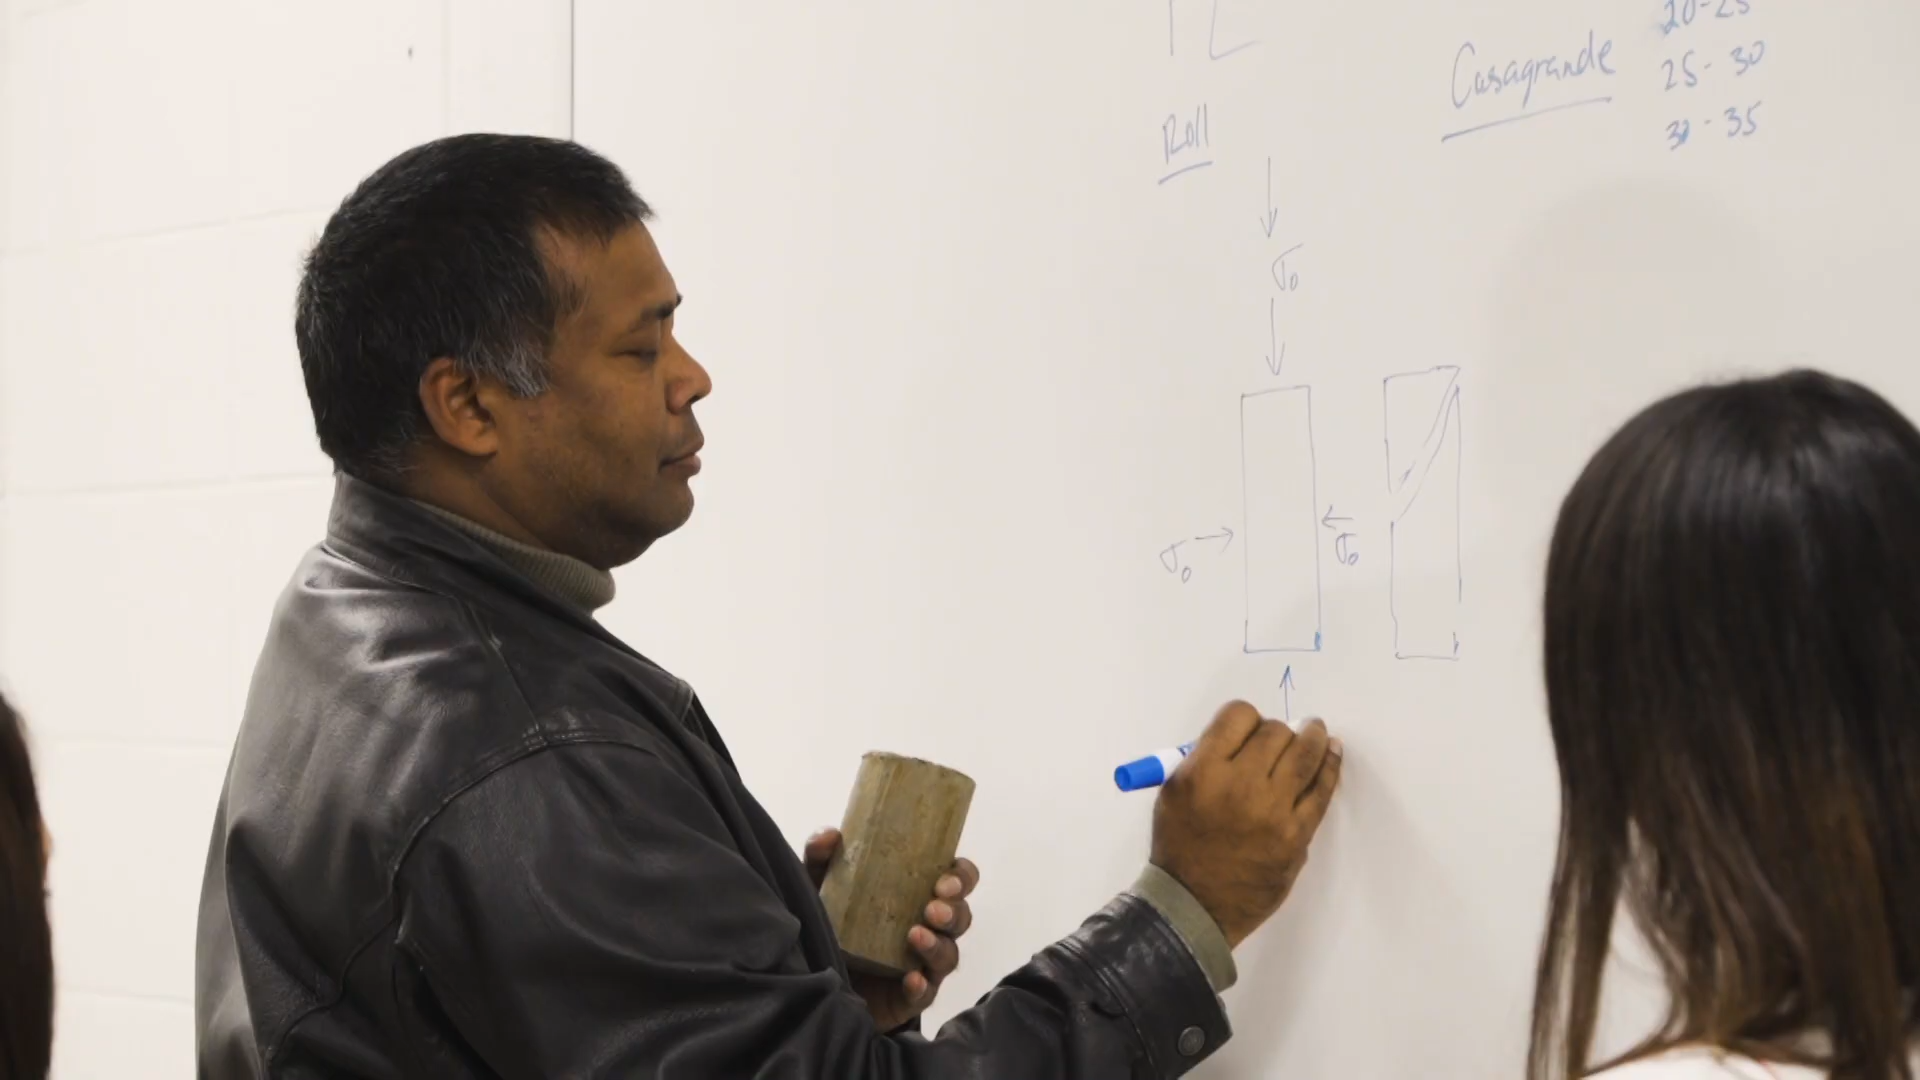 PL
Roll
Casagrande
20-25
25-30
30-35
σ₀
σ₀
σ₀